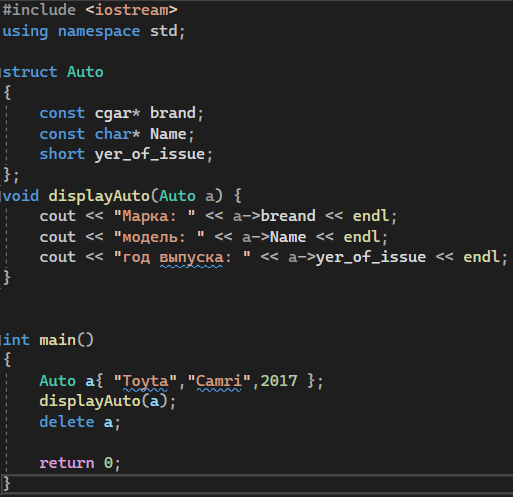 #include <iostream>
using namespace std;
struct Auto
{
const cgar* brand;
const char* Name;
short yer_of_issue;
};
void displayAuto(Auto a) {
cout << "Марка: " << a->breand << endl;
cout << "модель: " << a->Name << endl;
cout << "год выпуска: " << a->yer_of_issue << endl;
}
int main()
{
Auto a{ "Toyta","Camri",2017 };
displayAuto(a);
delete a;
return 0;
}